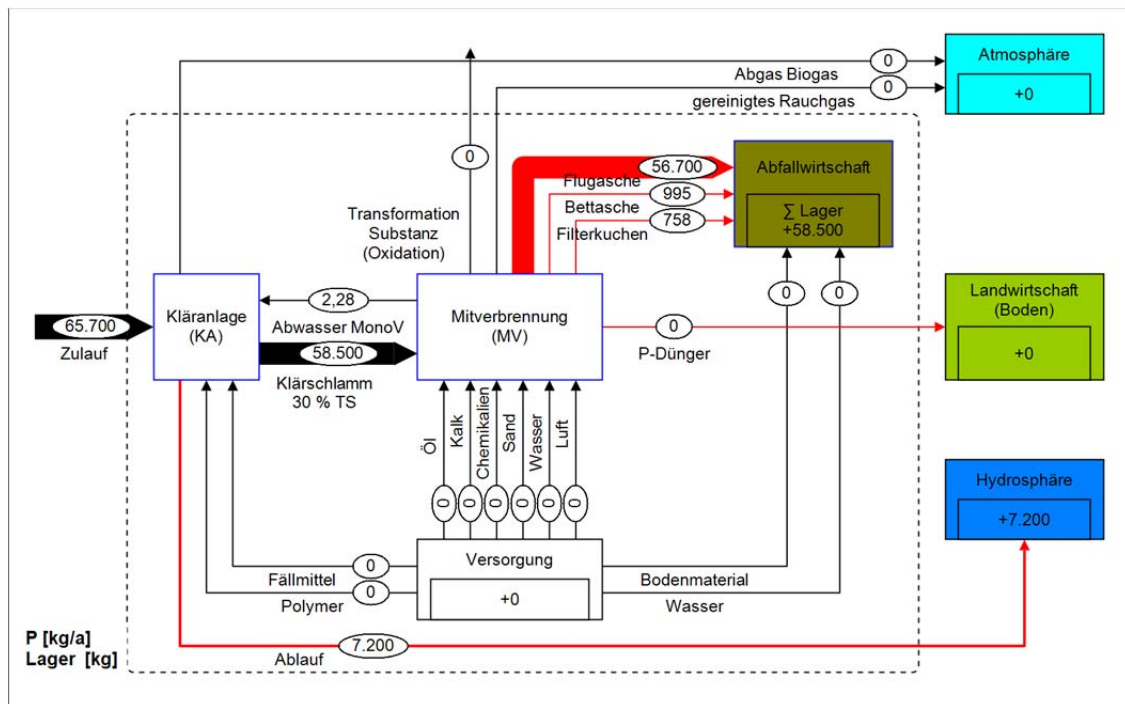 Atmosphäre
+0
0
Abgas Biogas
0
gereinigtes Rauchgas
0
Transformation
Substanz
(Oxidation)
56.700
Flugasche
995
Bettasche
758
Filterkuchen
Abfallwirtschaft
∑ Lager
+58.500
0
0
65.700
Zulauf
Kläranlage
(KA)
2,28
Abwasser MonoV
58.500
Klärschlamm
30 % TS
Mitverbrennung
(MV)
0
P-Dünger
Landwirtschaft
(Boden)
+0
Öl
Kalk
Chemikalien
Sand
Wasser
Luft
0
0
0
0
0
0
Hydrosphäre
+7.200
Versorgung
+0
0
Fällmittel
0
Polymer
Bodenmaterial
Wasser
P [kg/a]
Lager [kg]
7.200
Ablauf